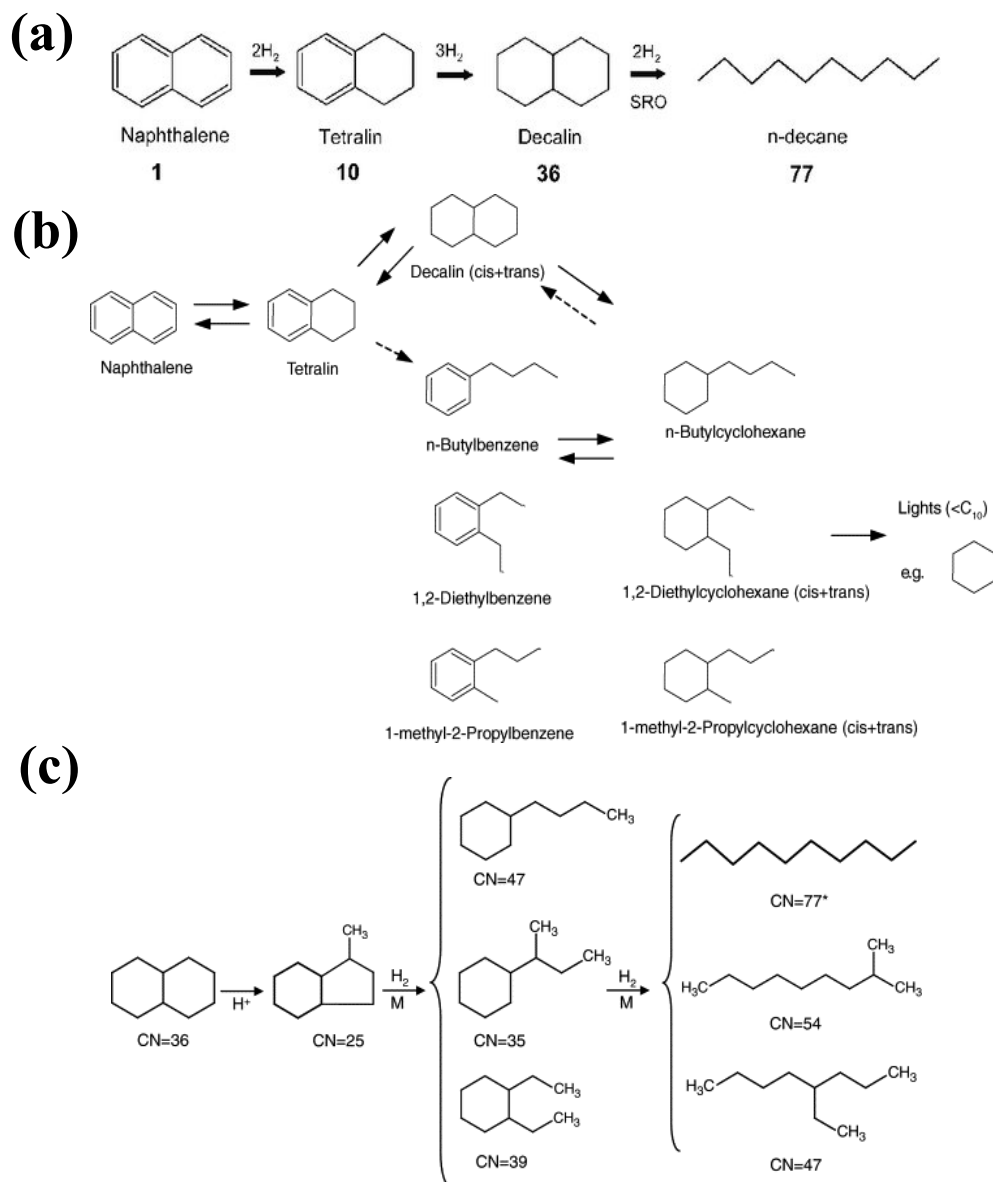 (a)
2H₂
3H₂
2H₂
SRO
Naphthalene
Tetralin
Decalin
n-decane
1
10
36
77
(b)
Decalin (cis+trans)
Naphthalene
Tetralin
n-Butylbenzene
n-Butylcyclohexane
Lights (<C₁₀)
e.g.
1,2-Diethylbenzene
1,2-Diethylcyclohexane (cis+trans)
1-methyl-2-Propylbenzene
1-methyl-2-Propylcyclohexane (cis+trans)
(c)
CH₃
CN=47
CN=77*
CH₃
H⁺
CH₃
H₂
M
CH₃
CH₃
H₂
M
H₃C
CH₃
CN=36
CN=25
CN=35
CN=54
CH₃
CH₃
H₃C
CH₃
CH₃
CN=39
CN=47